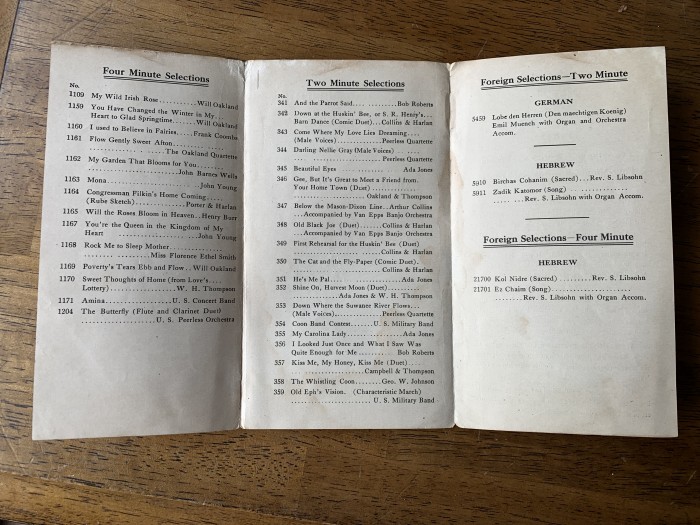 Four Minute Selections
No.
1109 My Wild Irish Rose...........Will Oakland
1159 You Have Changed the Winter in My
Heart to Glad Springtime.....Will Oakland
1160 I used to Believe in Fairies...Frank Coombs
1161 Flow Gently Sweet Afton...............
..............The Oakland Quartette
1162 My Garden That Blooms for You........
..................John Barnes Wells
1163 Mona............................John Young
1164 Congressman Filkin's Home Coming.....
(Rube Sketch)...........Porter & Harlan
1165 Will the Roses Bloom in Heaven..Henry Burr
1167 You're the Queen in the Kingdom of My
Heart.........................John Young
1168 Rock Me to Sleep Mother...............
..............Miss Florence Ethel Smith
1169 Poverty's Tears Ebb and Flow..Will Oakland
1170 Sweet Thoughts of Home (from Love's....
Lottery)................W. H. Thompson
1171 Amina....................U. S. Concert Band
1204 The Butterfly (Flute and Clarinet Duet)
..................U. S. Peerless Orchestra
Two Minute Selections
No.
341 And the Parrot Said...............Bob Roberts
342 Down at the Huskin' Bee, or S. R. Henry's...
Barn Dance (Comic Duet)....Collins & Harlan
343 Come Where My Love Lies Dreaming.....
(Male Voices)..............Peerless Quartette
344 Darling Nellie Gray (Male Voices) ..........
..........................Peerless Quartette
345 Beautiful Eyes ....................Ada Jones
346 Gee, But It's Great to Meet a Friend from.
Your Home Town (Duet)....................
........................Oakland & Thompson
347 Below the Mason-Dixon Line...Arthur Collins
...Accompanied by Van Epps Banjo Orchestra
348 Old Black Joe (Duet)........Collins & Harlan
...Accompanied by Van Epps Banjo Orchestra
349 First Rehearsal for the Huskin' Bee (Duet)
..........................Collins & Harlan
350 The Cat and the Fly-Paper (Comic Duet).
..........................Collins & Harlan
351 He's Me Pal.......................Ada Jones
352 Shine On, Harvest Moon (Duet)..............
.............Ada Jones & W. H. Thompson
353 Down Where the Suwanee River Flows....
(Male Voices)..............Peerless Quartette
354 Coon Band Contest.......U. S. Military Band
355 My Carolina Lady..................Ada Jones
356 I Looked Just Once and What I Saw Was
Quite Enough for Me.........Bob Roberts
357 Kiss Me, My Honey, Kiss Me (Duet)........
....................Campbell & Thompson
358 The Whistling Coon.......Geo. W. Johnson
359 Old Eph's Vision. (Characteristic March)
......................U. S. Military Band
Foreign Selections—Two Minute
GERMAN
5459 Lobe den Herren (Den maechtigen Koenig)
Emil Muench with Organ and Orchestra
Accom.
HEBREW
5910 Birchas Cohanim (Sacred)...Rev. S. Libsohn
5911 Zadik Katomor (Song) ...............
........Rev. S. Libsohn with Organ Accom.
Foreign Selections—Four Minute
HEBREW
21700 Kol Nidre (Sacred) ........Rev. S. Libsohn
21701 Ez Chaim (Song)......................
........Rev. S. Libsohn with Organ Accom.